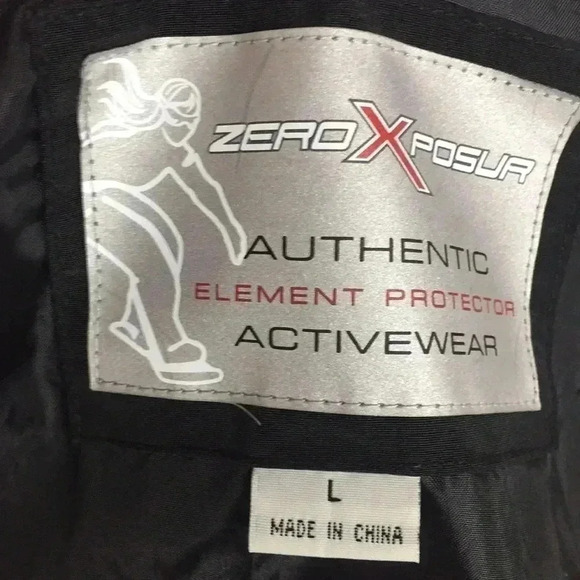 ZEROXPOSUR
AUTHENTIC
ELEMENT PROTECTOR
ACTIVEWEAR
L
MADE IN CHINA